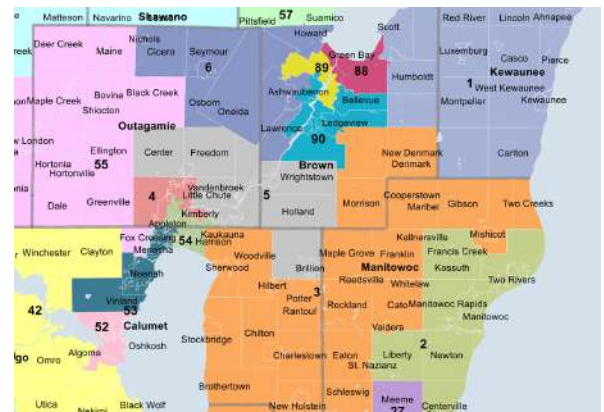 Matteson
Navarino
Shawano
57
Pittsfield
Suamico
Scott
Red River
Lincoln
Ahnapee
Deer Creek
Maine
Nichols
Cicero
Seymour
6
Howard
Green Bay
89
88
Luxemburg
Casco
Pierce
Kewaunee
1
West Kewaunee
Kewaunee
Montpelier
Humboldt
Maple Creek
Bovina
Black Creek
Shiocton
Osborn
Oneida
Ashwaubenon
Bellevue
Ledgeview
Lawrence
90
Brown
Outagamie
New London
Ellington
55
Hortonia
Hortonville
Center
Freedom
Wrightstown
New Denmark
Denmark
Carlton
Dale
Greenville
4
Vandenbroek
Little Chute
Kimberly
5
Holland
Morrison
Cooperstown
Maribel
Gibson
Two Creeks
Appleton
Fox Crossing
Menasha
54
Kaukauna
Harrison
Mishicot
Winchester
Clayton
Neenah
Woodville
Sherwood
Brillion
Maple Grove
Franklin
Kellnersville
Francis Creek
Kossuth
Manitowoc
Reedsville
Whitelaw
Two Rivers
Vinland
53
Hilbert
Potter
3
Rantoul
Rockland
Cato
Manitowoc Rapids
Manitowoc
42
52
Calumet
Valders
Algoma
Oshkosh
Omro
Stockbridge
Chilton
Charlestown
Eaton
Liberty
2
Newton
St. Nazianz
Brothertown
Schleswig
Meeme
27
Centerville
Utica
Nekimi
Black Wolf
New Holstein